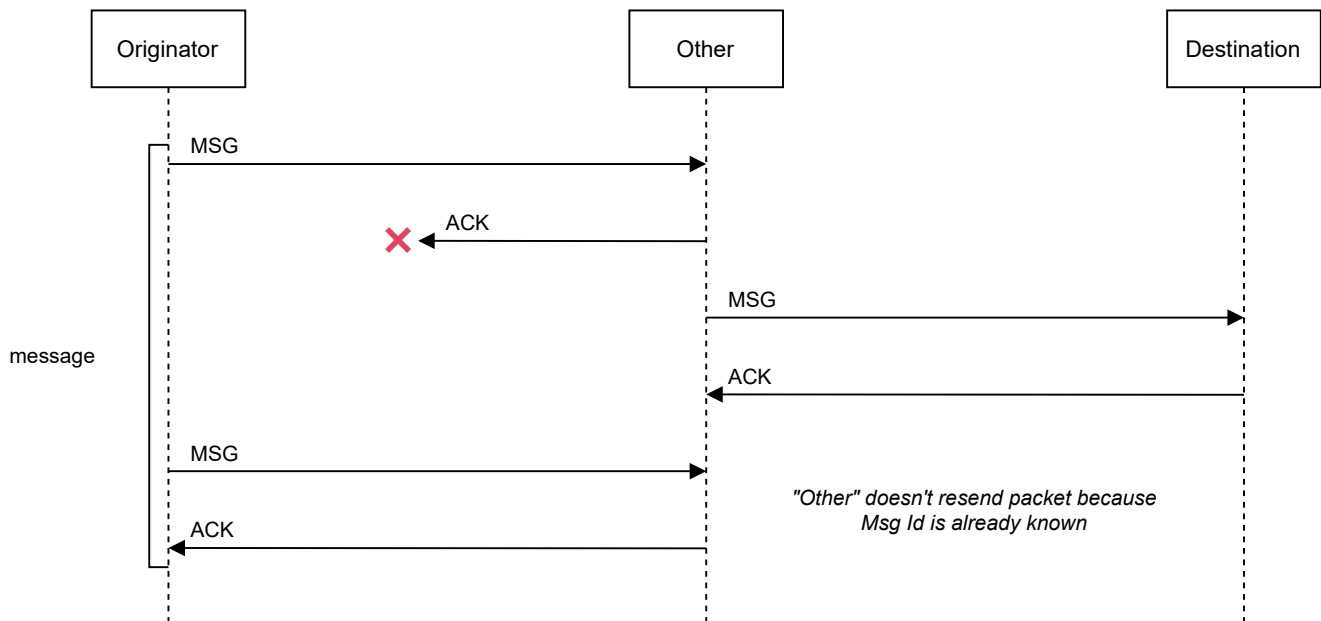 Originator
Other
Destination
MSG
ACK
MSG
message
ACK
MSG
"Other" doesn't resend packet because
Msg Id is already known
ACK